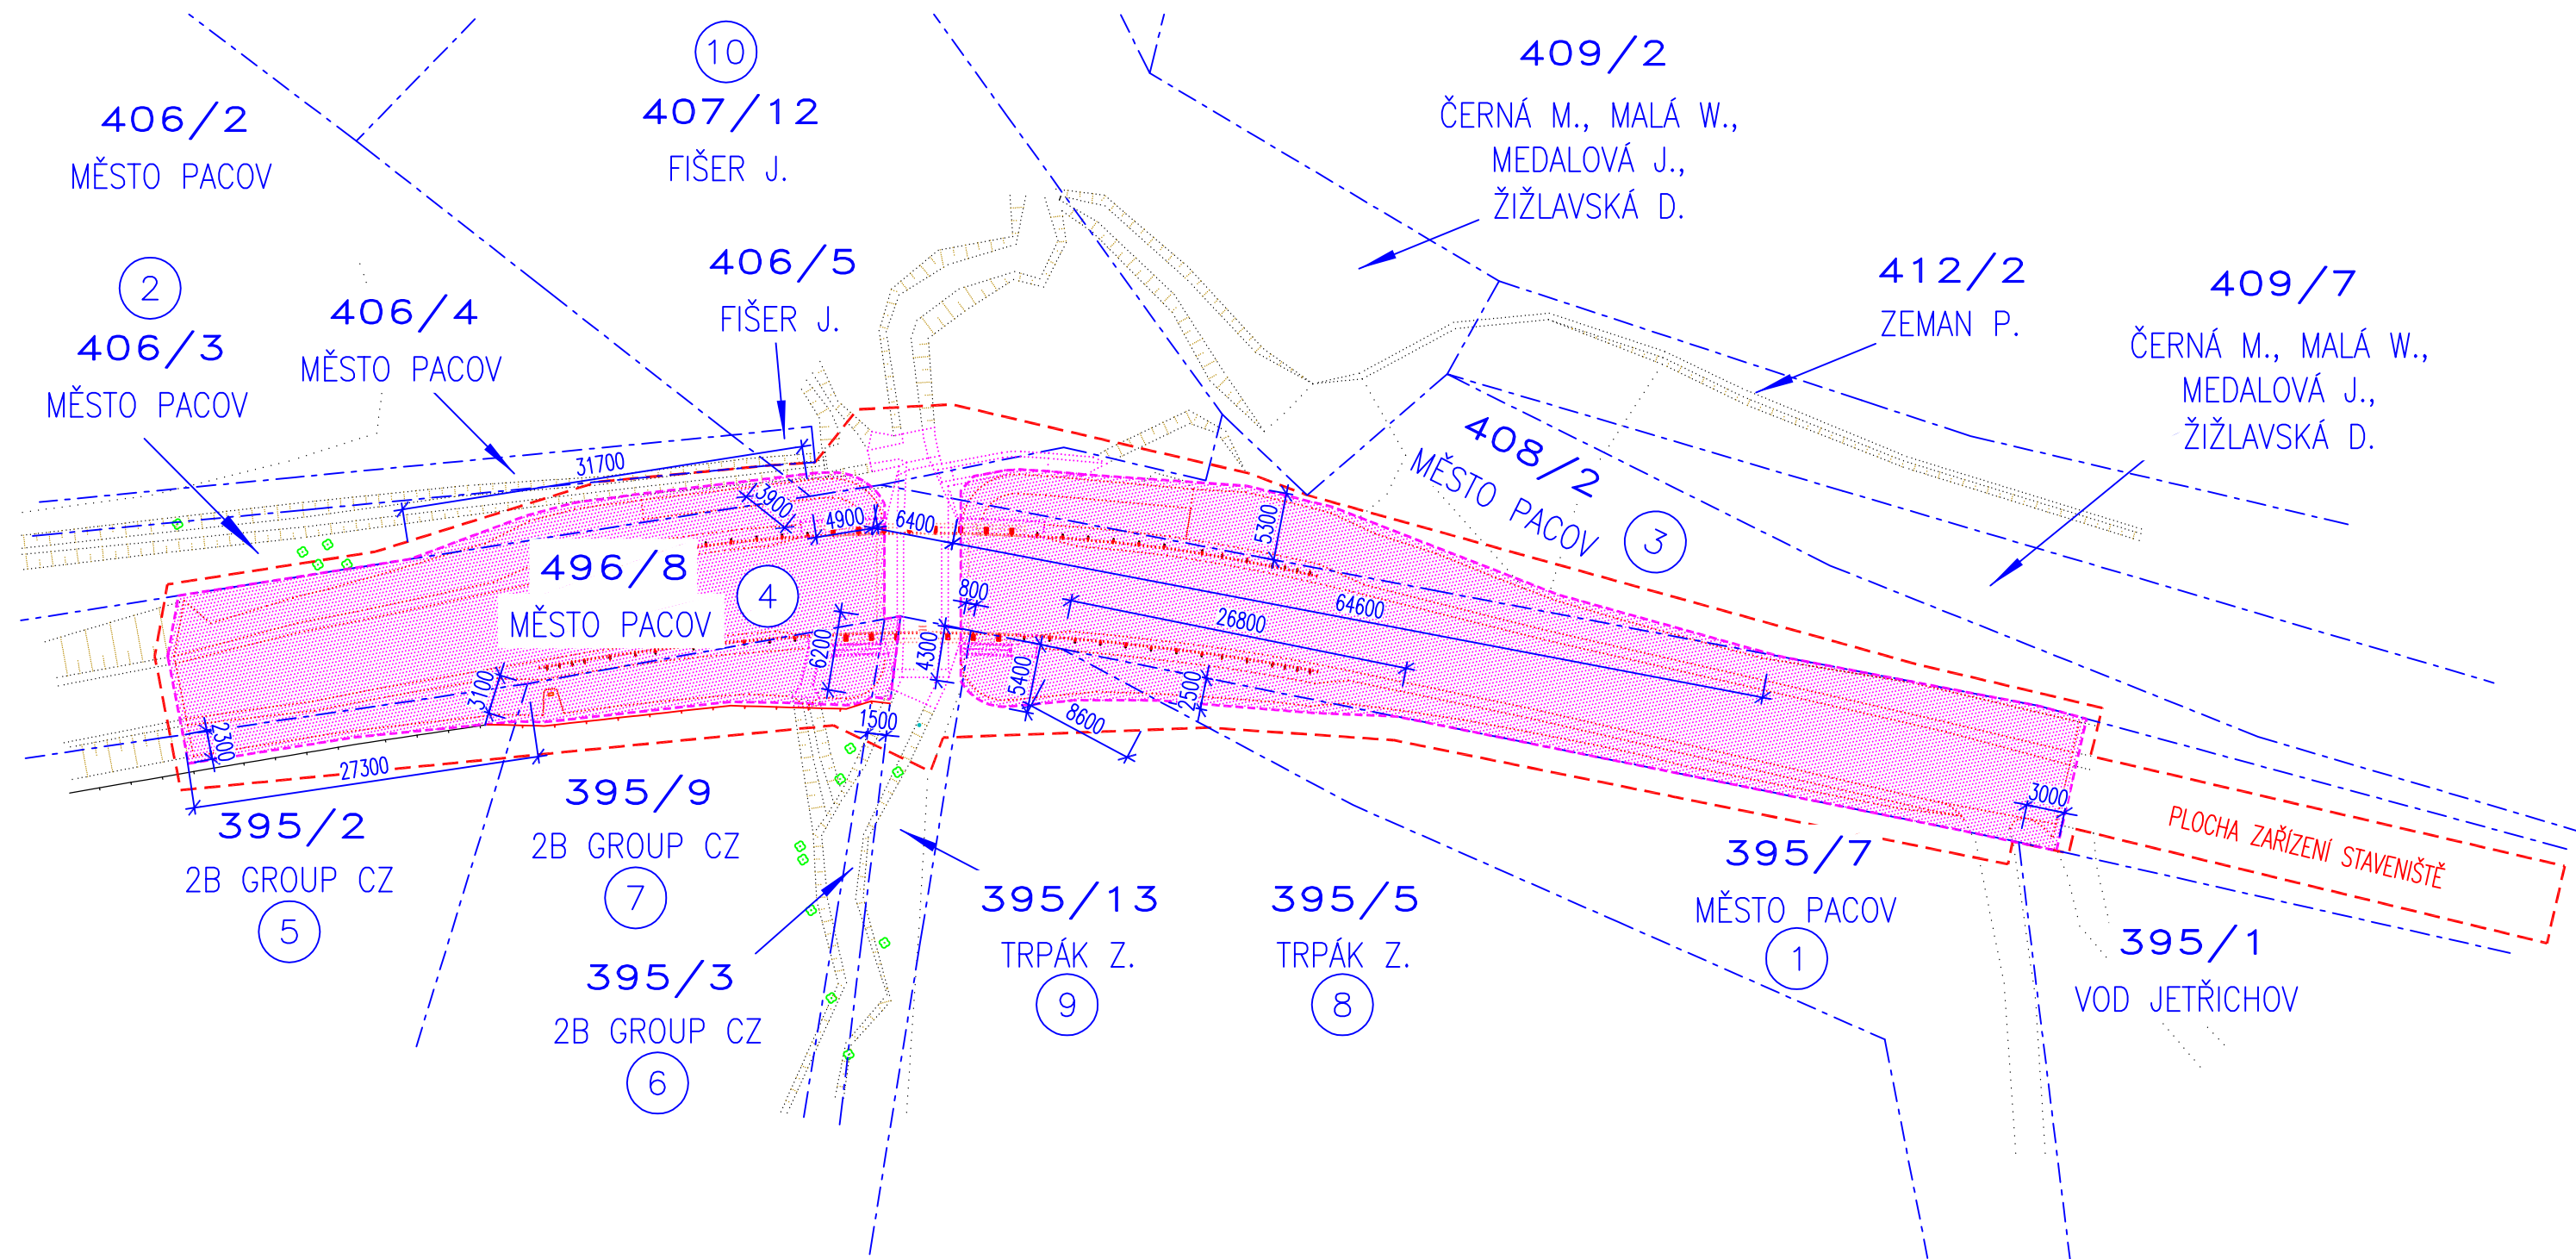 10
407/12
FIŠER J.
409/2
ČERNÁ M., MALÁ W.,
MEDALOVÁ J.,
ŽIŽLAVSKÁ D.
406/2
MĚSTO PACOV
2
406/3
MĚSTO PACOV
406/4
MĚSTO PACOV
406/5
FIŠER J.
412/2
ZEMAN P.
409/7
ČERNÁ M., MALÁ W.,
MEDALOVÁ J.,
ŽIŽLAVSKÁ D.
408/2
MĚSTO PACOV
3
31700
3900
4900
6400
5300
496/8
MĚSTO PACOV
4
800
26800
64600
6200
4300
5400
2500
8600
3100
2300
27300
1500
3000
PLOCHA ZAŘÍZENÍ STAVENIŠTĚ
395/2
2B GROUP CZ
5
395/9
2B GROUP CZ
7
395/3
2B GROUP CZ
6
395/13
TRPÁK Z.
9
395/5
TRPÁK Z.
8
395/7
MĚSTO PACOV
1
395/1
VOD JETŘICHOV